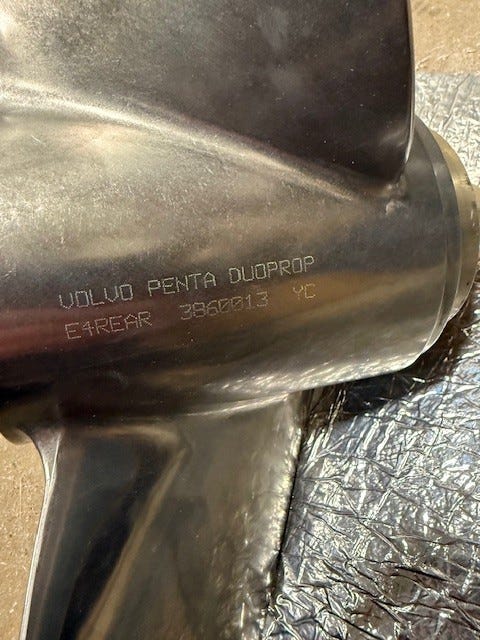 VOLVO PENTA DUOPROP
E4REAR 3860013 YC